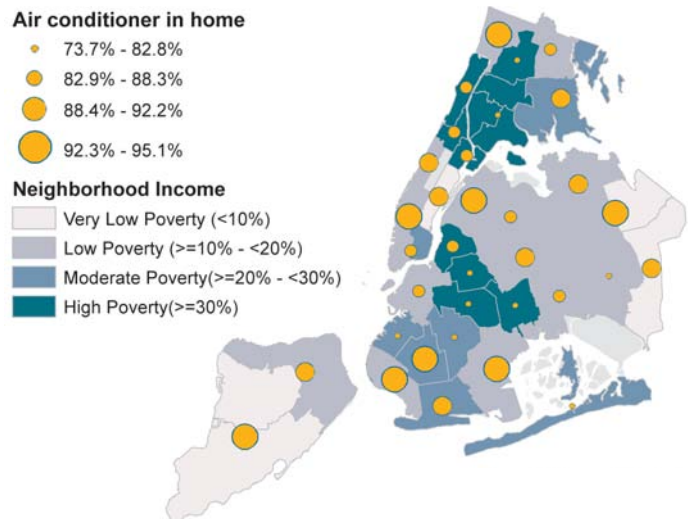 Air conditioner in home
73.7% - 82.8%
82.9% - 88.3%
88.4% - 92.2%
92.3% - 95.1%
Neighborhood Income
Very Low Poverty (<10%)
Low Poverty (>=10% - <20%)
Moderate Poverty(>=20% - <30%)
High Poverty(>=30%)